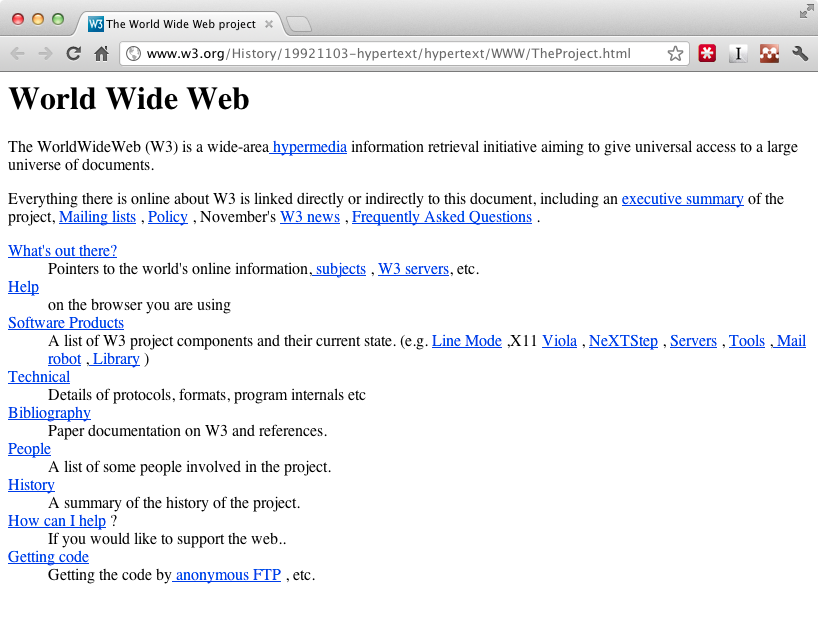 W3 The World Wide Web project
www.w3.org/History/19921103-hypertext/hypertext/WWW/TheProject.html
World Wide Web
The WorldWideWeb (W3) is a wide-area hypermedia information retrieval initiative aiming to give universal access to a large
universe of documents.
Everything there is online about W3 is linked directly or indirectly to this document, including an executive summary of the
project, Mailing lists , Policy , November's W3 news , Frequently Asked Questions .
What's out there?
Pointers to the world's online information, subjects , W3 servers, etc.
Help
on the browser you are using
Software Products
A list of W3 project components and their current state. (e.g. Line Mode ,X11 Viola , NeXTStep , Servers , Tools , Mail
robot , Library )
Technical
Details of protocols, formats, program internals etc
Bibliography
Paper documentation on W3 and references.
People
A list of some people involved in the project.
History
A summary of the history of the project.
How can I help ?
If you would like to support the web..
Getting code
Getting the code by anonymous FTP , etc.